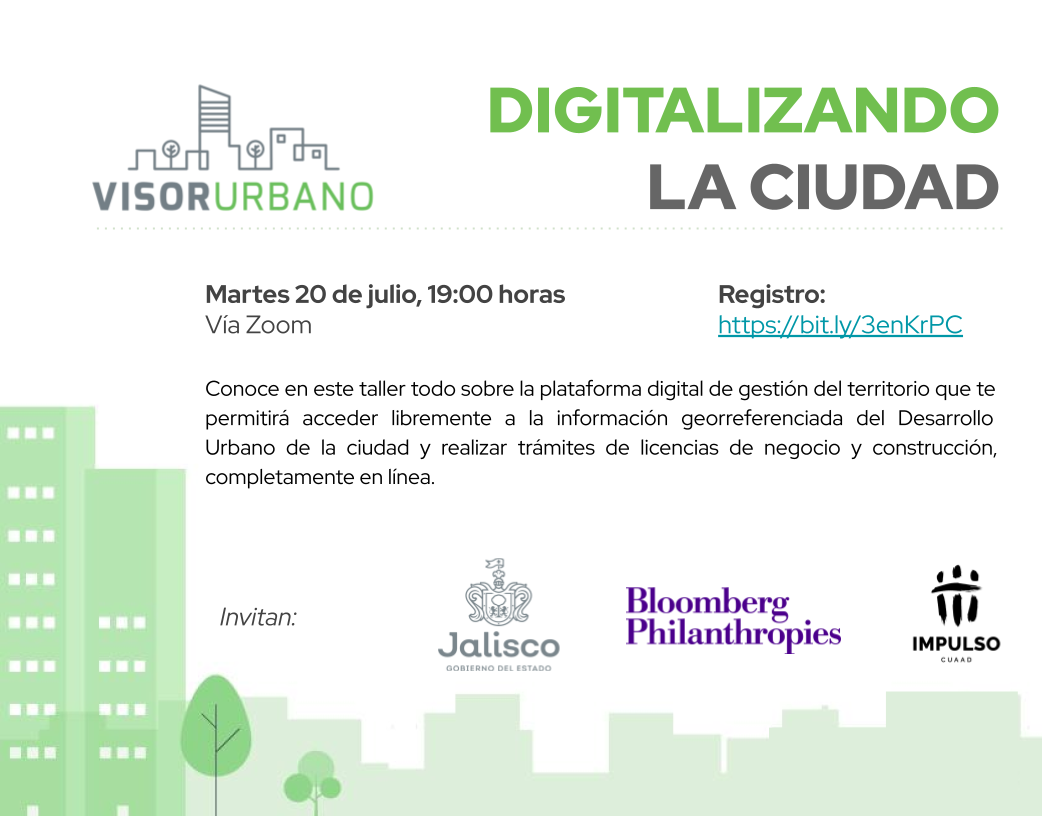 DIGITALIZANDO
LA CIUDAD
VISORURBANO
Martes 20 de julio, 19:00 horas
Vía Zoom
Registro:
https://bit.ly/3enKrPC
Conoce en este taller todo sobre la plataforma digital de gestión del territorio que te
permitirá acceder libremente a la información georreferenciada del Desarrollo
Urbano de la ciudad y realizar trámites de licencias de negocio y construcción,
completamente en línea.
Invitan:
Jalisco
GOBIERNO DEL ESTADO
Bloomberg
Philanthropies
IMPULSO
CUAAD